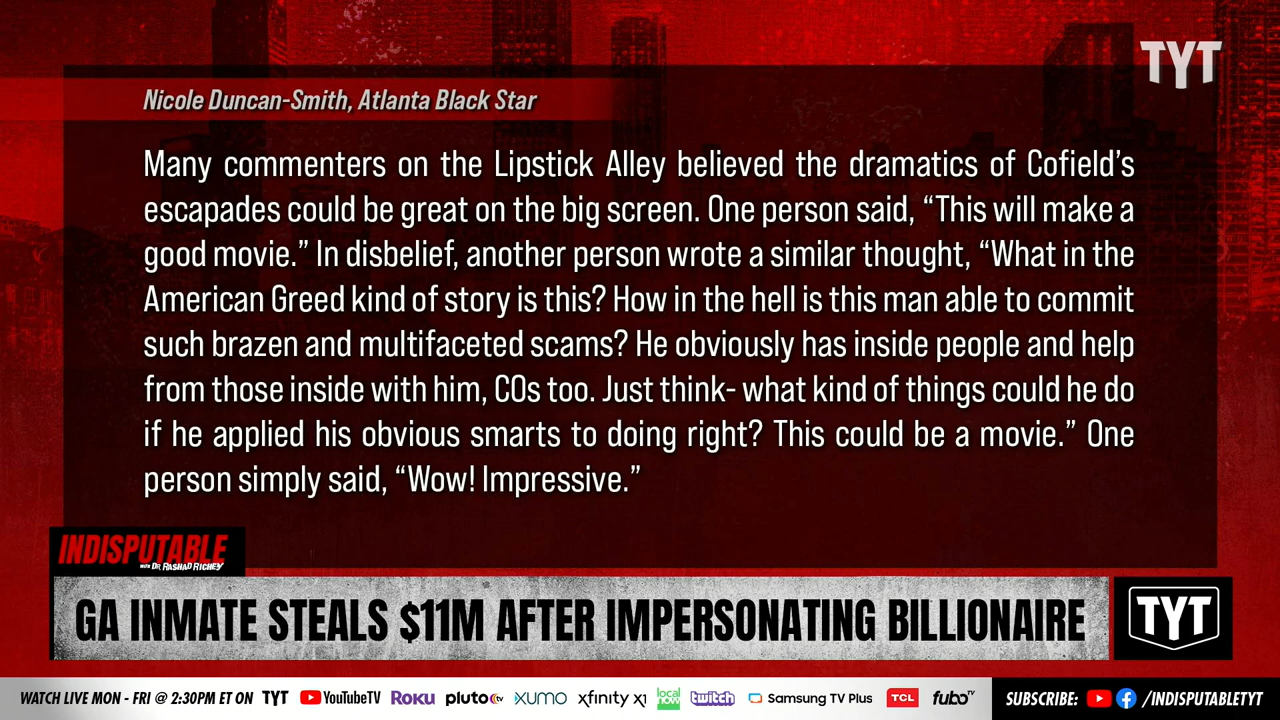 TYT
Nicole Duncan-Smith, Atlanta Black Star
Many commenters on the Lipstick Alley believed the dramatics of Cofield’s
escapades could be great on the big screen. One person said, “This will make a
good movie.” In disbelief, another person wrote a similar thought, “What in the
American Greed kind of story is this? How in the hell is this man able to commit
such brazen and multifaceted scams? He obviously has inside people and help
from those inside with him, COs too. Just think- what kind of things could he do
if he applied his obvious smarts to doing right? This could be a movie.” One
person simply said, “Wow! Impressive.”
INDISPUTABLE
WITH DR. RASHAD RICHEY
GA INMATE STEALS $11M AFTER IMPERSONATING BILLIONAIRE
TYT
WATCH LIVE MON - FRI @ 2:30PM ET ON TYT YouTubeTV ROKU pluto tv XUMO xfinity x1 local now twitch SAMSUNG TV Plus TCL fubo TV SUBSCRIBE: /INDISPUTABLETYT